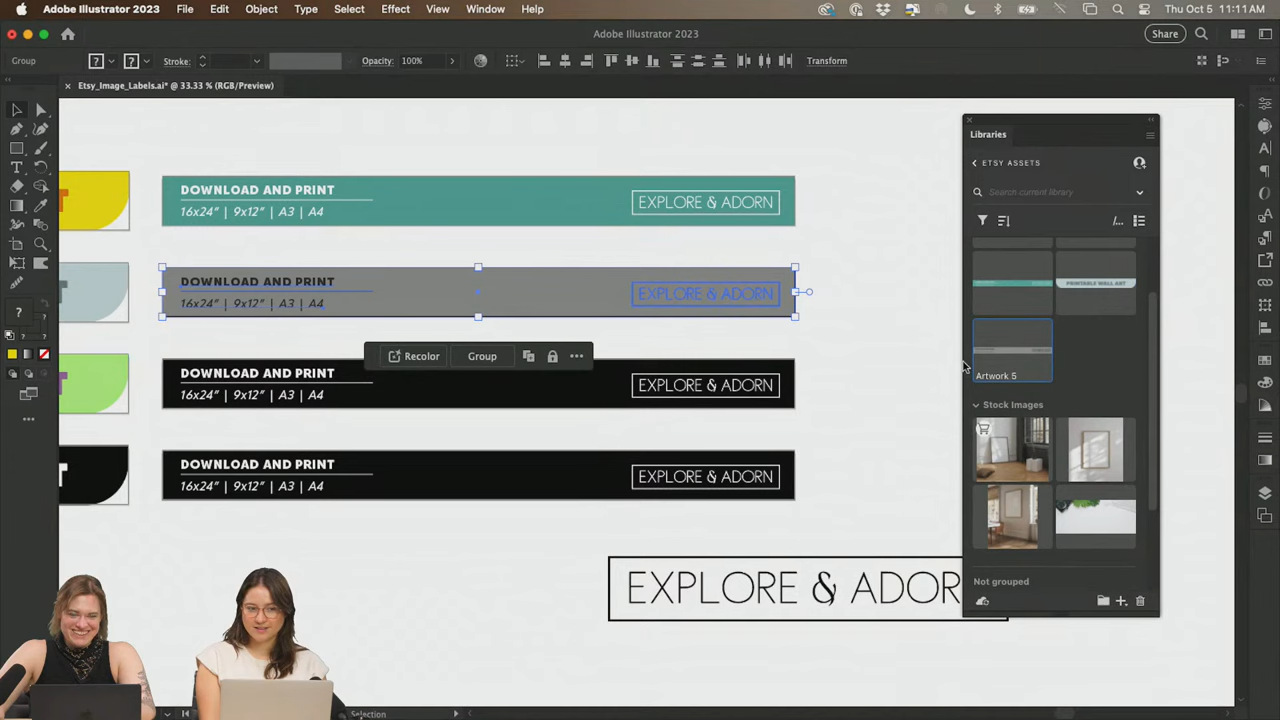 Adobe Illustrator 2023 File Edit Object Type Select Effect View Window Help Thu Oct 5 11:11AM
Adobe Illustrator 2023 Share
Group ? ? Stroke: Opacity: 100% Transform
× Etsy_Image_Labels.ai* @ 33.33 % (RGB/Preview)
Libraries
ETSY ASSETS
Search current library
DOWNLOAD AND PRINT
16x24" | 9x12" | A3 | A4
EXPLORE & ADORN
T
DOWNLOAD AND PRINT
16x24" | 9x12" | A3 | A4
EXPLORE & ADORN
T
PRINTABLE WALL ART
Recolor Group
DOWNLOAD AND PRINT
16x24" | 9x12" | A3 | A4
EXPLORE & ADORN
T
Artwork 5
Stock Images
DOWNLOAD AND PRINT
16x24" | 9x12" | A3 | A4
EXPLORE & ADORN
T
?
EXPLORE & ADOR
Not grouped
Selection